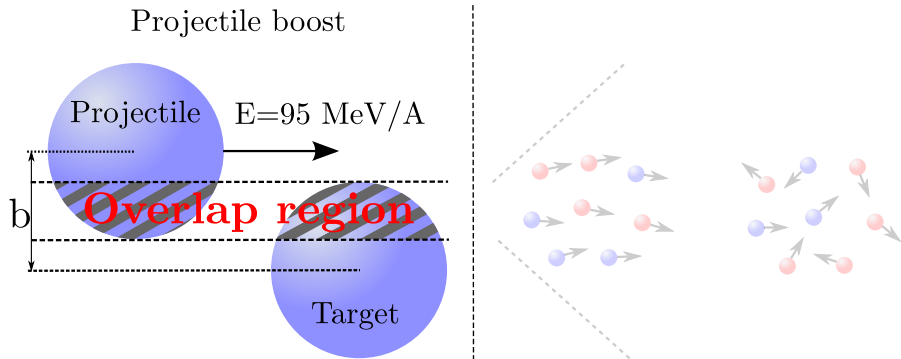 Projectile boost
Projectile
E=95 MeV/A
b
Overlap region
Target